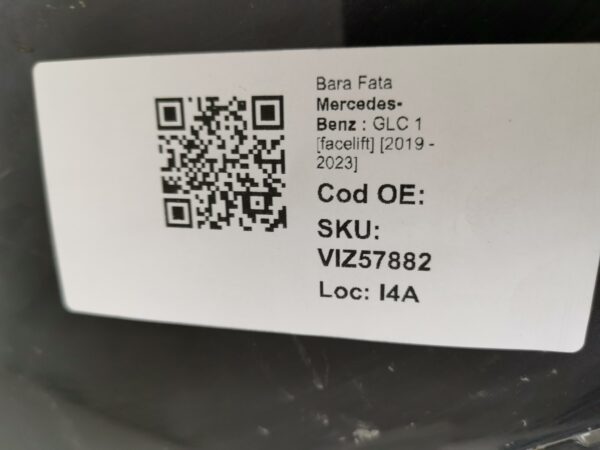 Bara Fata
Mercedes-
Benz : GLC 1
[facelift] [2019 -
2023]
Cod OE:
SKU:
VIZ57882
Loc: I4A